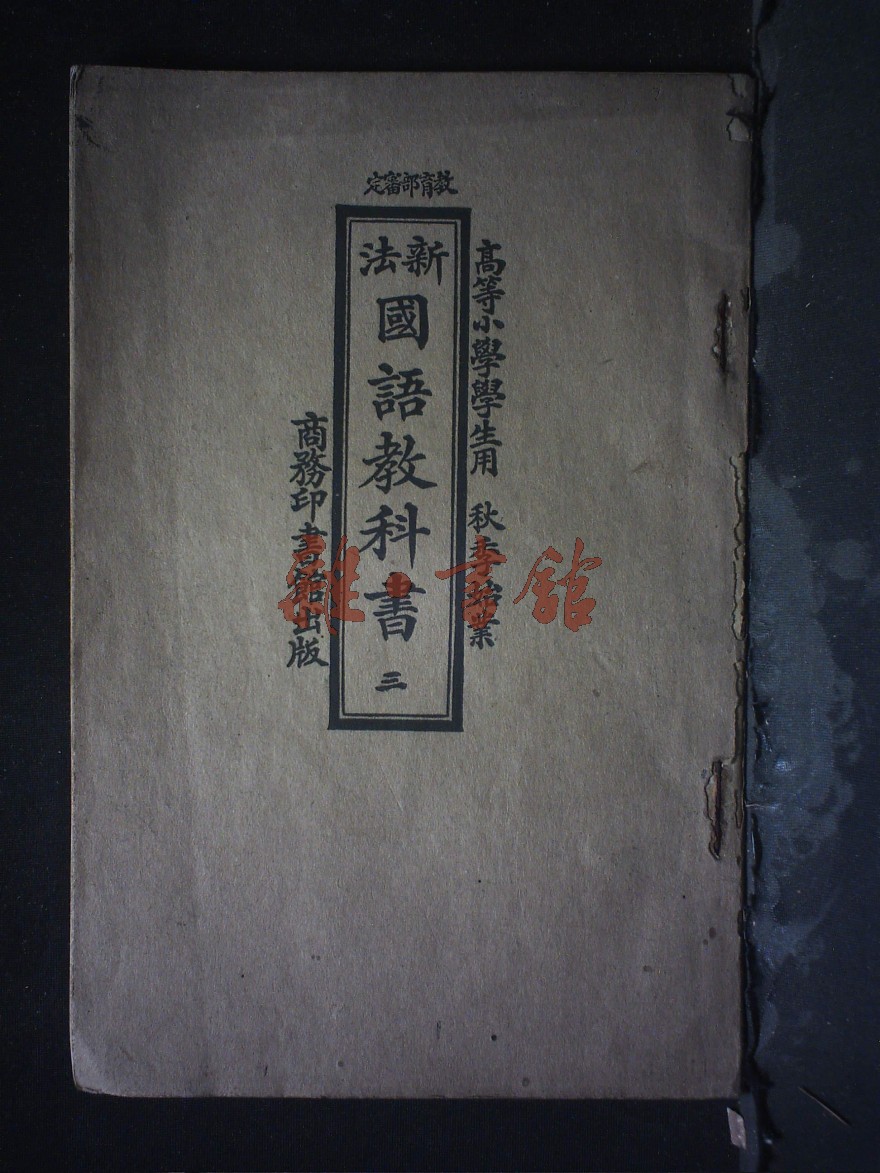 教育部審定
高等小學學生用 秋季始業
新法
國語教科書 三
商務印書館出版
雜·書館